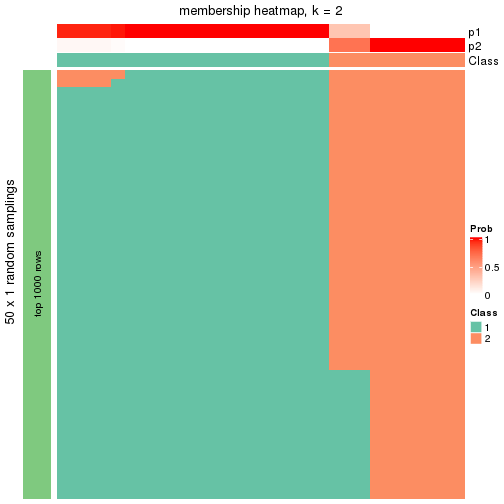 membership heatmap, k = 2
p1
p2
Class
50 x 1 random samplings
top 1000 rows
Prob
1
0.5
0
Class
1
2